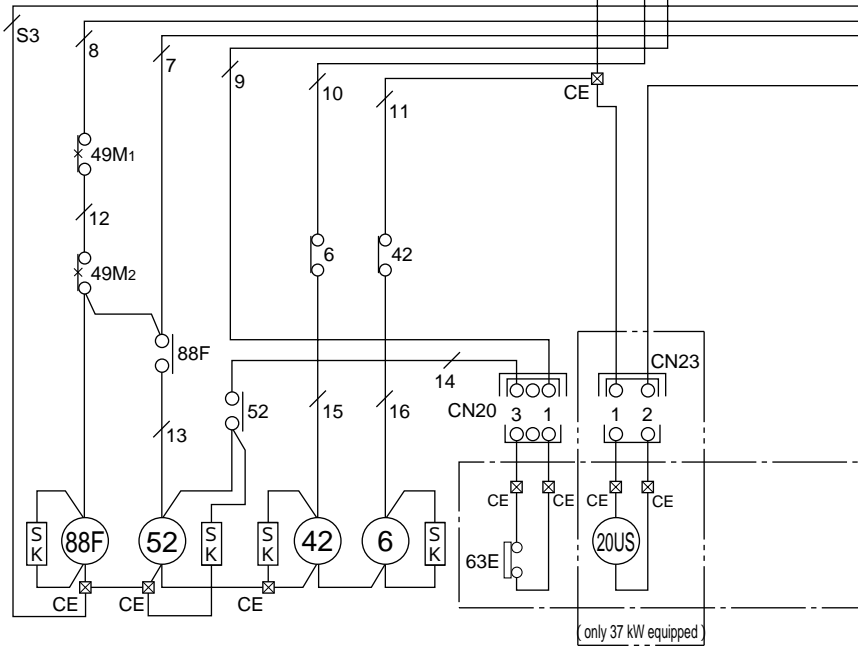 S3
8
7
9
10
11
CE
49M1
12
49M2
6
42
88F
14
CN23
CN20
3 1
1 2
52
15
16
13
CE
CE
CE
CE
S
K
88F
52
S
K
S
K
42
6
S
K
63E
20US
CE
CE
CE
( only 37 kW equipped )